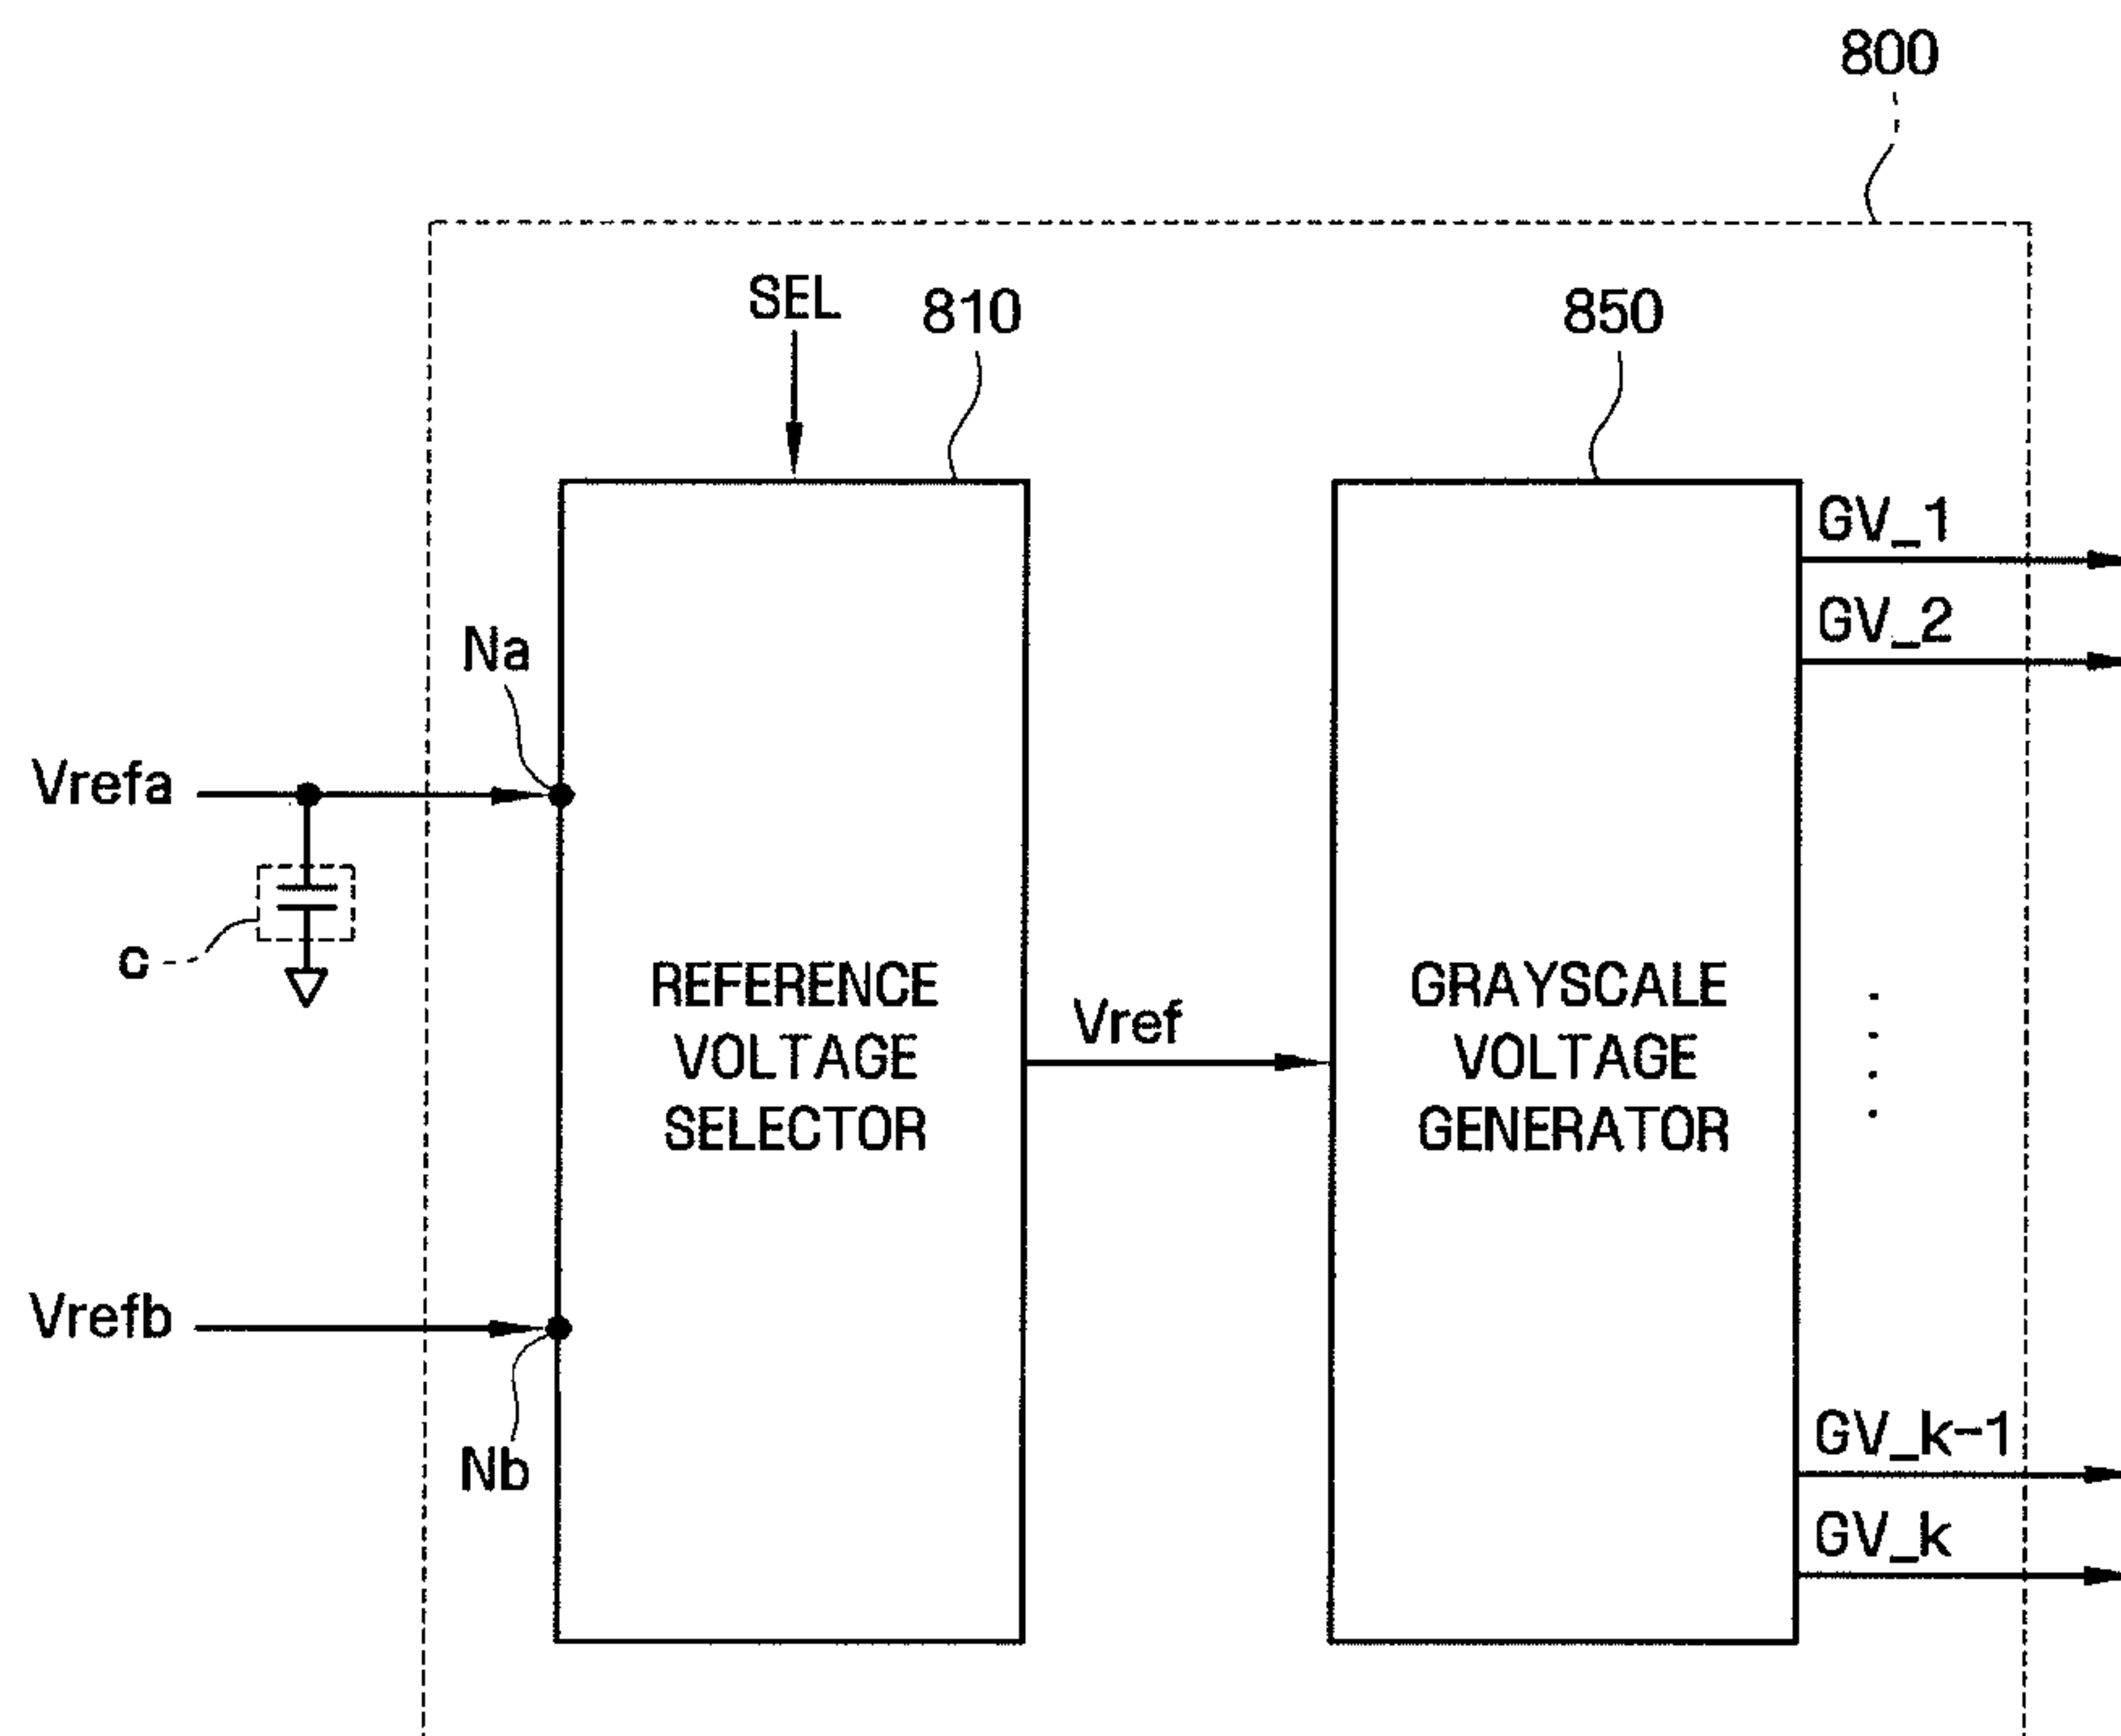 800
SEL
810
850
GV_1
GV_2
Na
Vrefa
c
REFERENCE
VOLTAGE
SELECTOR
Vref
GRAYSCALE
VOLTAGE
GENERATOR
Vrefb
Nb
GV_k-1
GV_k